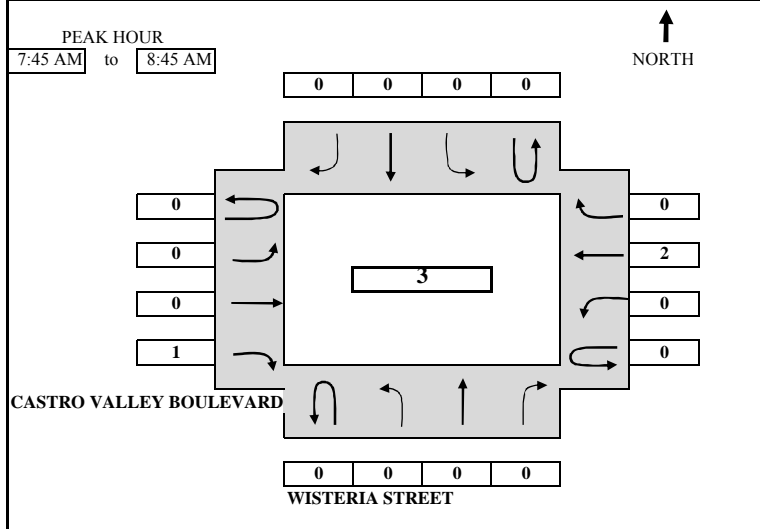 PEAK HOUR
7:45 AM to 8:45 AM
NORTH
0 0 0 0
0 0
0 2
3
0 0
1 0
CASTRO VALLEY BOULEVARD
0 0 0 0
WISTERIA STREET